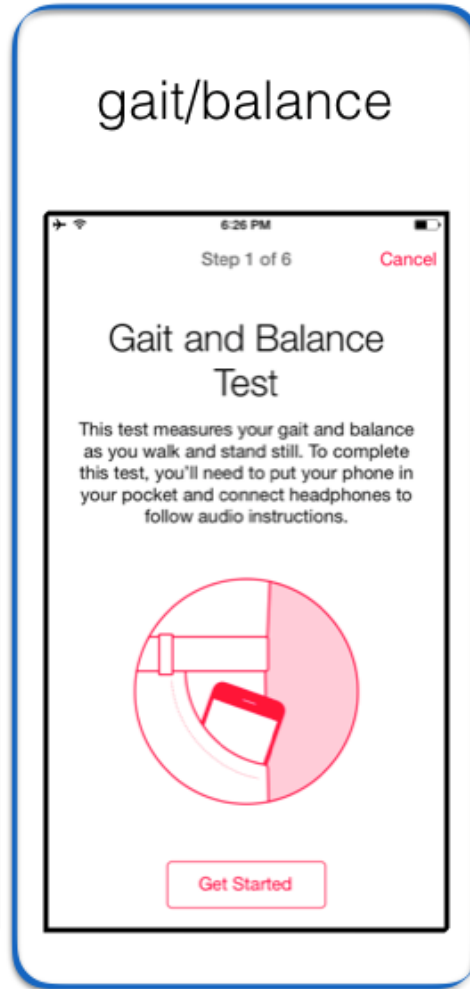 gait/balance
6:26 PM
Step 1 of 6
Cancel
Gait and Balance
Test
This test measures your gait and balance
as you walk and stand still. To complete
this test, you'll need to put your phone in
your pocket and connect headphones to
follow audio instructions.
Get Started